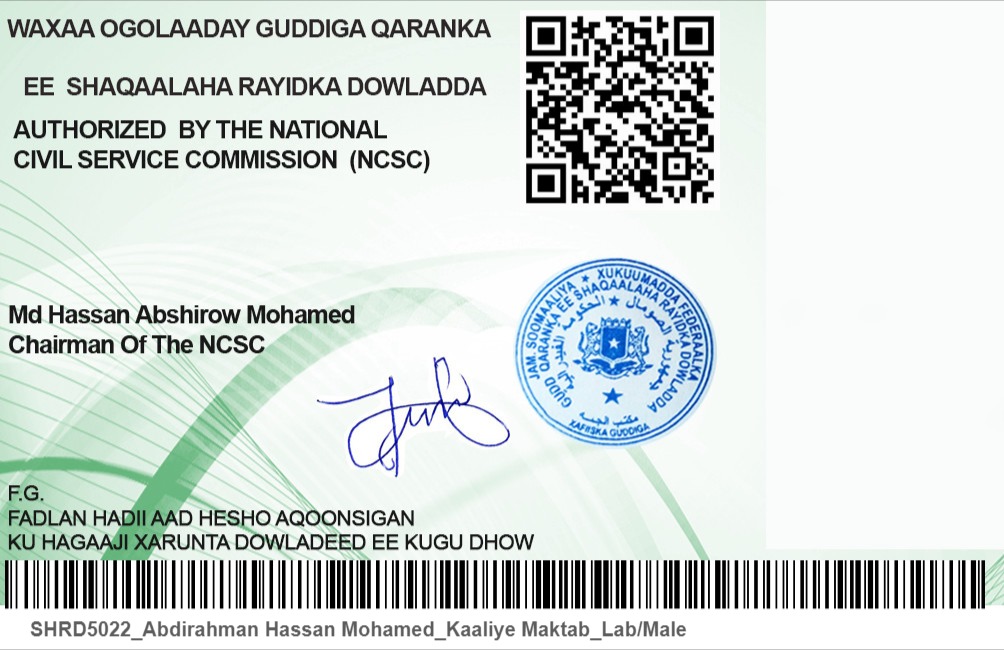 WAXAA OGOLAADAY GUDDIGA QARANKA
EE SHAQAALAHA RAYIDKA DOWLADDA
AUTHORIZED BY THE NATIONAL
CIVIL SERVICE COMMISSION (NCSC)
JAM. SOOMAALIYA ★ XUKUUMADDA FEDERAALKA
GUDD QARANKA EE SHAQAALAHA RAYIDKA DOWLADDA
XAFIISKA GUDDIGA
Md Hassan Abshirow Mohamed
Chairman Of The NCSC
F.G.
FADLAN HADII AAD HESHO AQOONSIGAN
KU HAGAAJI XARUNTA DOWLADEED EE KUGU DHOW
SHRD5022_Abdirahman Hassan Mohamed_Kaaliye Maktab_Lab/Male